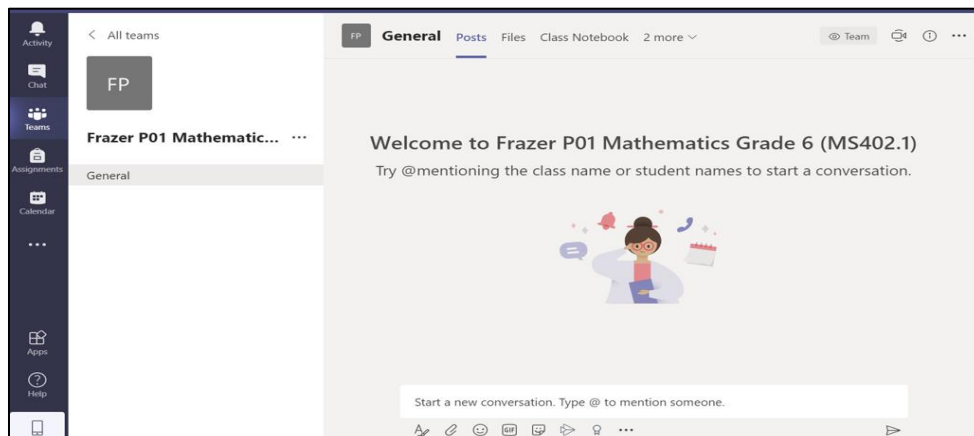 Activity
Chat
Teams
Assignments
Calendar
Apps
Help
All teams
FP
Frazer P01 Mathematic... ...
General
FP General Posts Files Class Notebook 2 more Team
Welcome to Frazer P01 Mathematics Grade 6 (MS402.1)
Try @mentioning the class name or student names to start a conversation.
Start a new conversation. Type @ to mention someone.
GIF